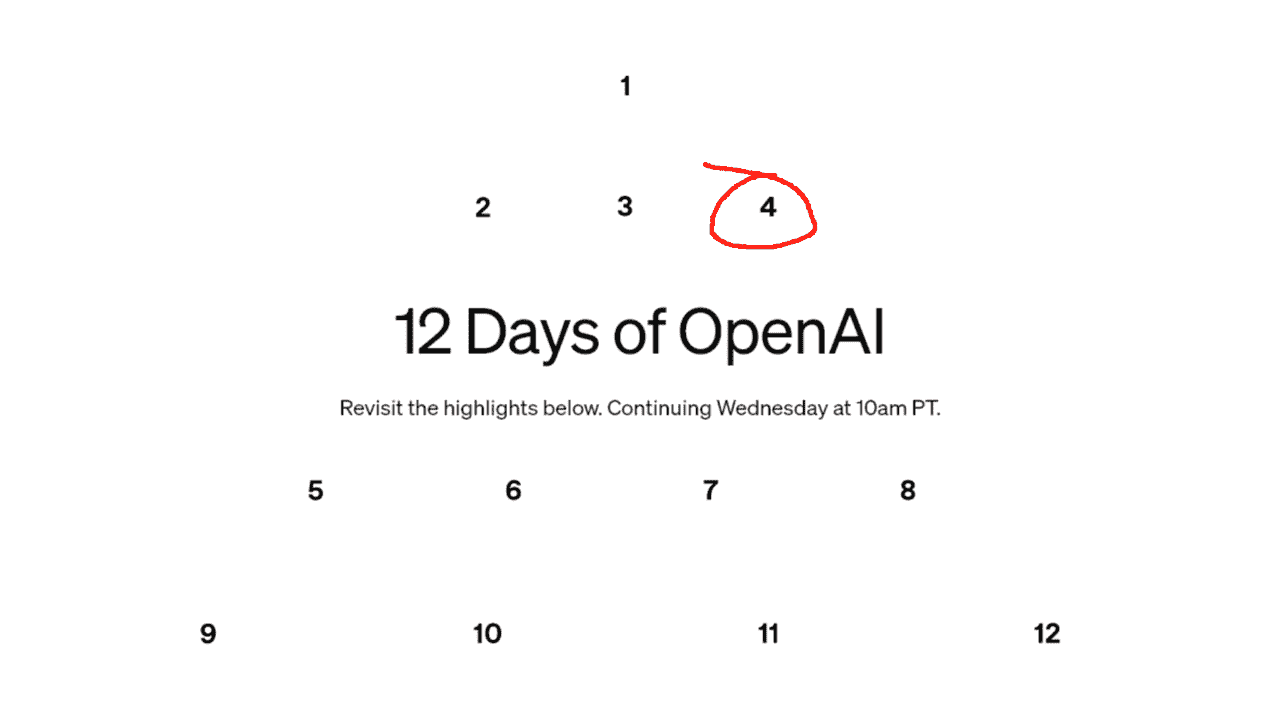 1
2 3 4
12 Days of OpenAI
Revisit the highlights below. Continuing Wednesday at 10am PT.
5 6 7 8
9 10 11 12